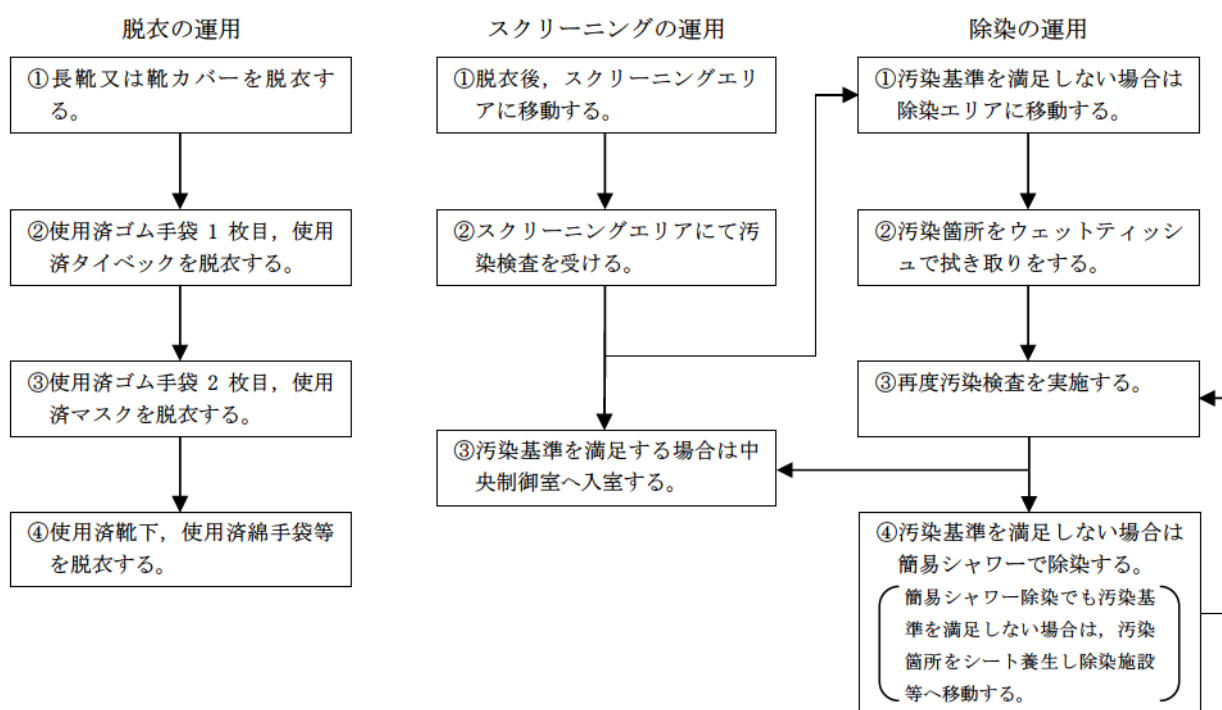 脱衣の運用
①長靴又は靴カバーを脱衣す
る。
②使用済ゴム手袋 1 枚目，使用
済タイベックを脱衣する。
③使用済ゴム手袋 2 枚目，使用
済マスクを脱衣する。
④使用済靴下，使用済綿手袋等
を脱衣する。
スクリーニングの運用
①脱衣後，スクリーニングエリ
アに移動する。
②スクリーニングエリアにて汚
染検査を受ける。
③汚染基準を満足する場合は中
央制御室へ入室する。
除染の運用
①汚染基準を満足しない場合は
除染エリアに移動する。
②汚染箇所をウェットティッシ
ュで拭き取りをする。
③再度汚染検査を実施する。
④汚染基準を満足しない場合は
簡易シャワーで除染する。
簡易シャワー除染でも汚染基
準を満足しない場合は，汚染
箇所をシート養生し除染施設
等へ移動する。